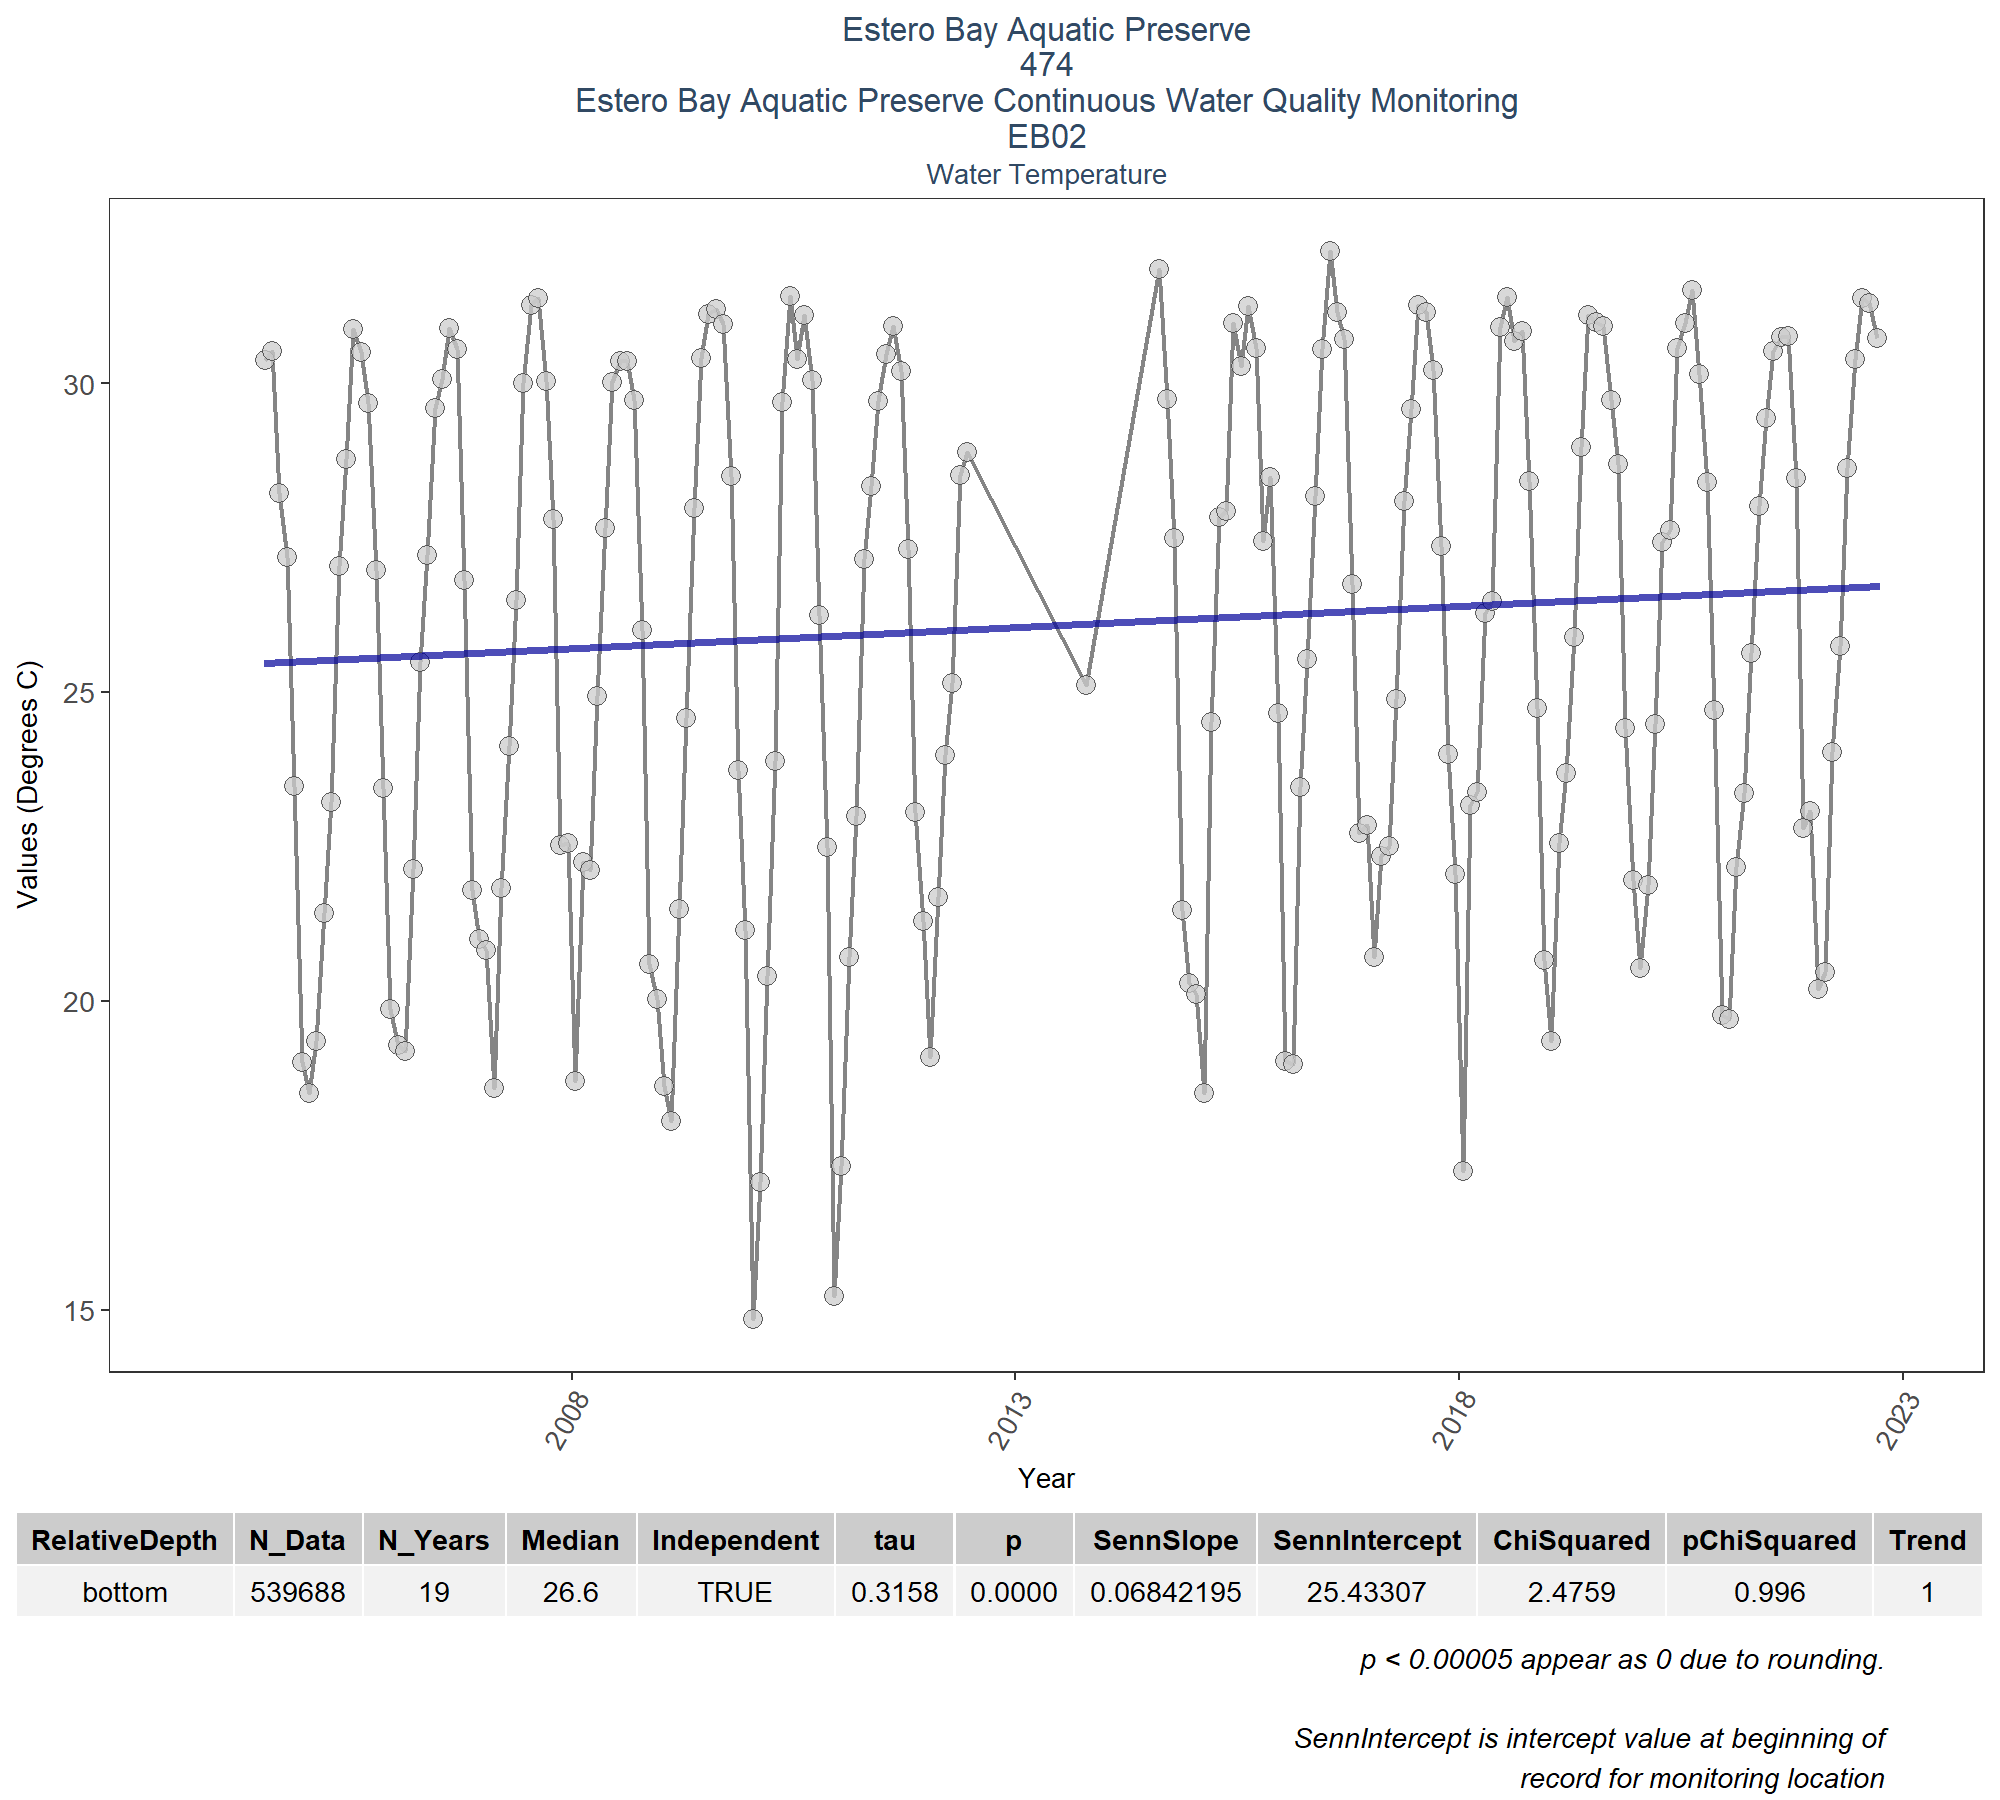 Estero Bay Aquatic Preserve
474
Estero Bay Aquatic Preserve Continuous Water Quality Monitoring
EB02
Water Temperature
Values (Degrees C)
30
25
20
15
2008
2013
2018
2023
Year
RelativeDepth N_Data N_Years Median Independent tau p SennSlope SennIntercept ChiSquared pChiSquared Trend
bottom 539688 19 26.6 TRUE 0.3158 0.0000 0.06842195 25.43307 2.4759 0.996 1
p < 0.00005 appear as 0 due to rounding.
SennIntercept is intercept value at beginning of
record for monitoring location